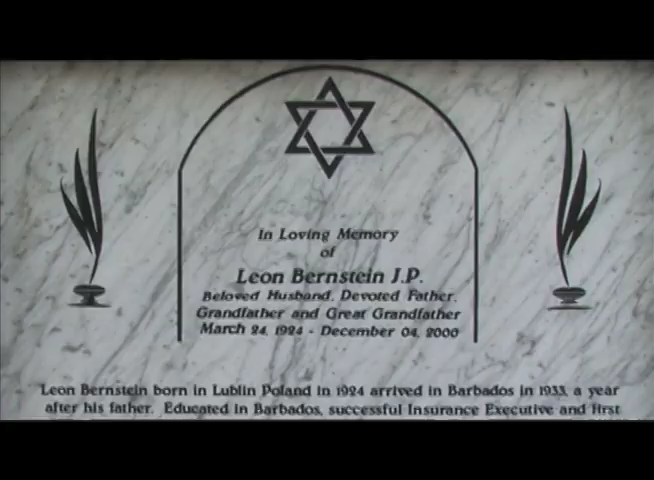 In Loving Memory
of
Leon Bernstein J.P.
Beloved Husband, Devoted Father,
Grandfather and Great Grandfather
March 24, 1924 - December 04, 2000
Leon Bernstein born in Lublin Poland in 1924 arrived in Barbados in 1933, a year
after his father. Educated in Barbados, successful Insurance Executive and first